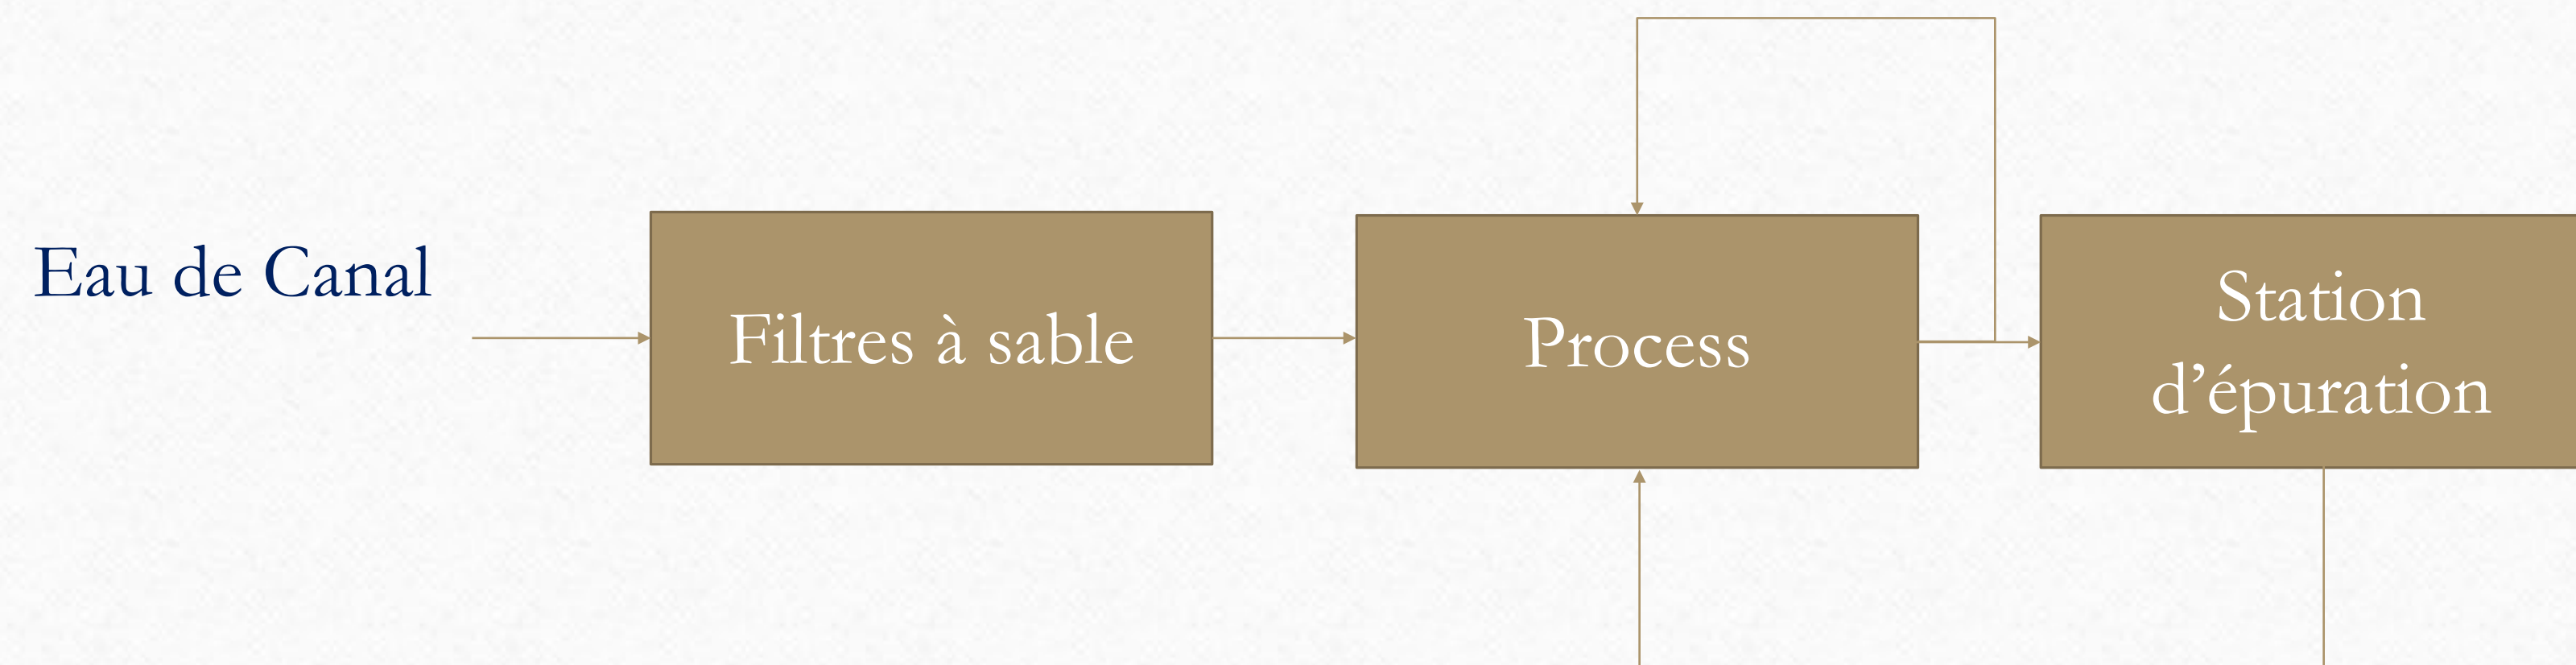 Eau de Canal
Filtres à sable
Process
Station
d’épuration